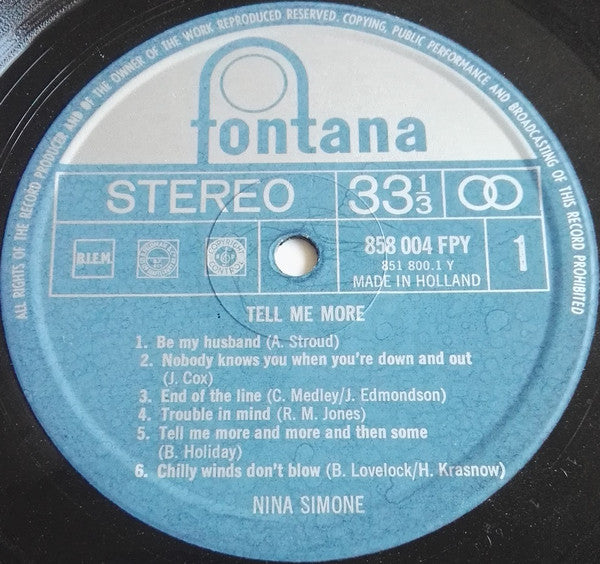 ALL RIGHTS OF THE RECORD PRODUCER AND OF THE OWNER OF THE WORK REPRODUCED RESERVED. COPYING, PUBLIC PERFORMANCE AND BROADCASTING OF THIS RECORD PROHIBITED
fontana
STEREO 33 1/3
B.I.E.M. 858 004 FPY 1
851 800.1 Y
MADE IN HOLLAND
TELL ME MORE
1. Be my husband (A. Stroud)
2. Nobody knows you when you're down and out
(J. Cox)
3. End of the line (C. Medley/J. Edmondson)
4. Trouble in mind (R. M. Jones)
5. Tell me more and more and then some
(B. Holiday)
6. Chilly winds don't blow (B. Lovelock/H. Krasnow)
NINA SIMONE